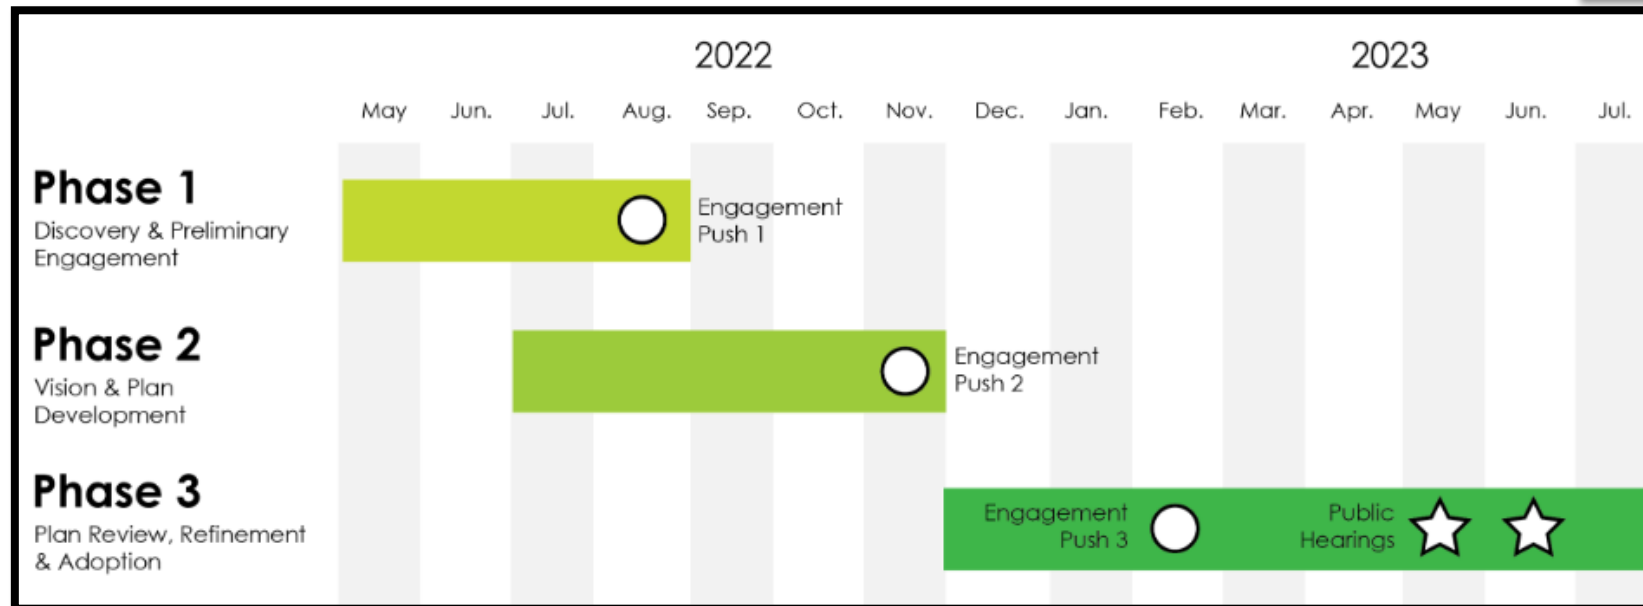 2022 2023
May Jun. Jul. Aug. Sep. Oct. Nov. Dec. Jan. Feb. Mar. Apr. May Jun. Jul.
Phase 1
Discovery & Preliminary
Engagement
Engagement
Push 1
Phase 2
Vision & Plan
Development
Engagement
Push 2
Phase 3
Plan Review, Refinement
& Adoption
Engagement
Push 3
Public
Hearings